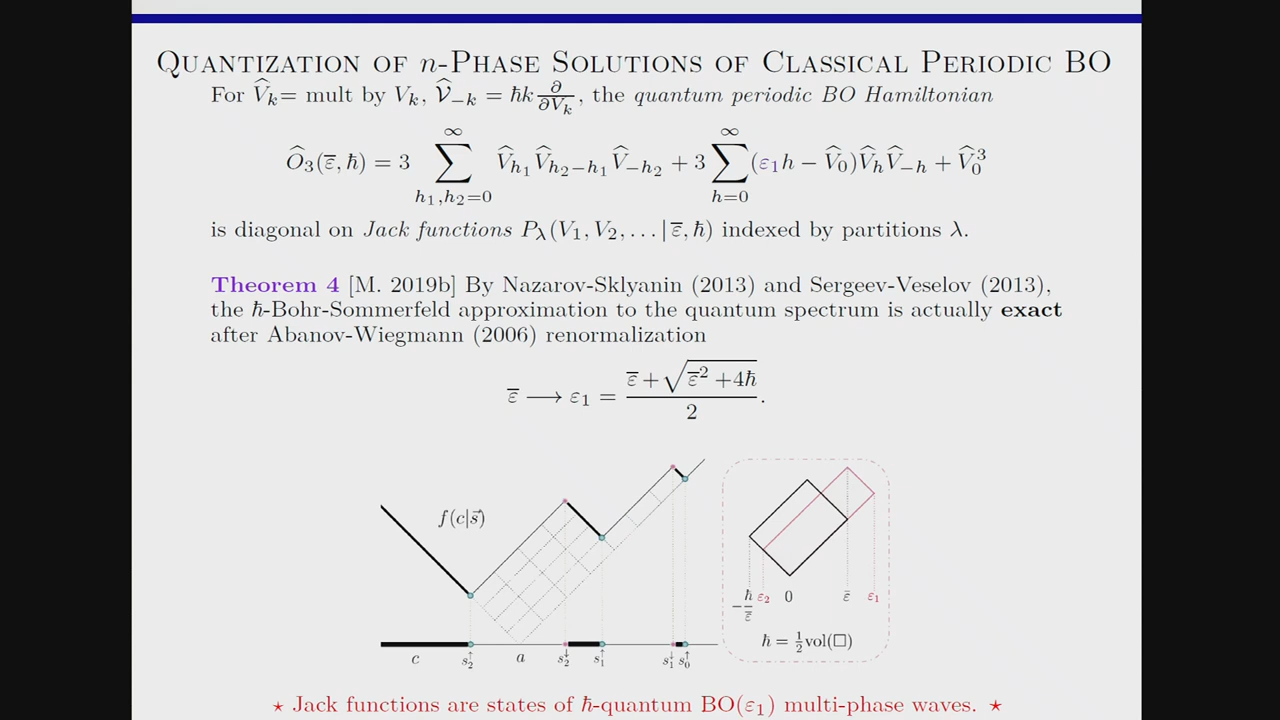 Quantization of n-Phase Solutions of Classical Periodic BO
For V̂_k = mult by V_k, 𝒱̂_{−k} = ℏk ∂/∂V_k, the quantum periodic BO Hamiltonian
Ô_3(ε̄, ℏ) = 3 ∑_{h_1,h_2=0}^{∞} V̂_{h_1} V̂_{h_2−h_1} V̂_{−h_2} + 3 ∑_{h=0}^{∞} (ε_1 h − V̂_0) V̂_h V̂_{−h} + V̂_0^3
is diagonal on Jack functions P_λ(V_1, V_2, … | ε̄, ℏ) indexed by partitions λ.
Theorem 4 [M. 2019b] By Nazarov-Sklyanin (2013) and Sergeev-Veselov (2013),
the ℏ-Bohr-Sommerfeld approximation to the quantum spectrum is actually exact
after Abanov-Wiegmann (2006) renormalization
ε̄ ⟶ ε_1 = (ε̄ + √(ε̄^2 + 4ℏ)) / 2.
f(c|s⃗)
c s_2^↑ a s_2^↓ s_1^↑ s_1^↓ s_0^↑
−ℏ/ε̄ ε_2 0 ε̄ ε_1
ℏ = ½ vol(□)
⋆ Jack functions are states of ℏ-quantum BO(ε_1) multi-phase waves. ⋆